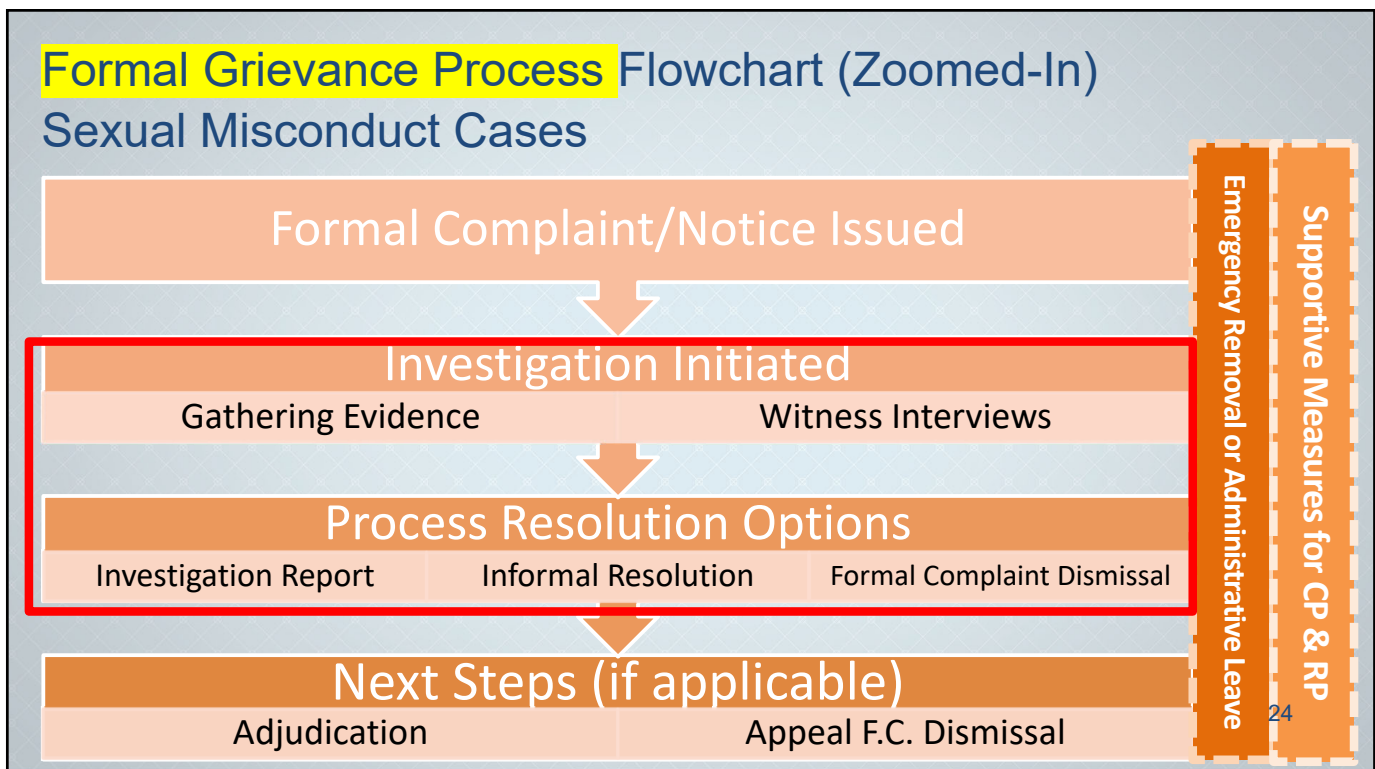 Formal Grievance Process Flowchart (Zoomed-In)
Sexual Misconduct Cases
Formal Complaint/Notice Issued
Investigation Initiated
Gathering Evidence
Witness Interviews
Process Resolution Options
Investigation Report
Informal Resolution
Formal Complaint Dismissal
Next Steps (if applicable)
Adjudication
Appeal F.C. Dismissal
Emergency Removal or Administrative Leave
Supportive Measures for CP & RP
24